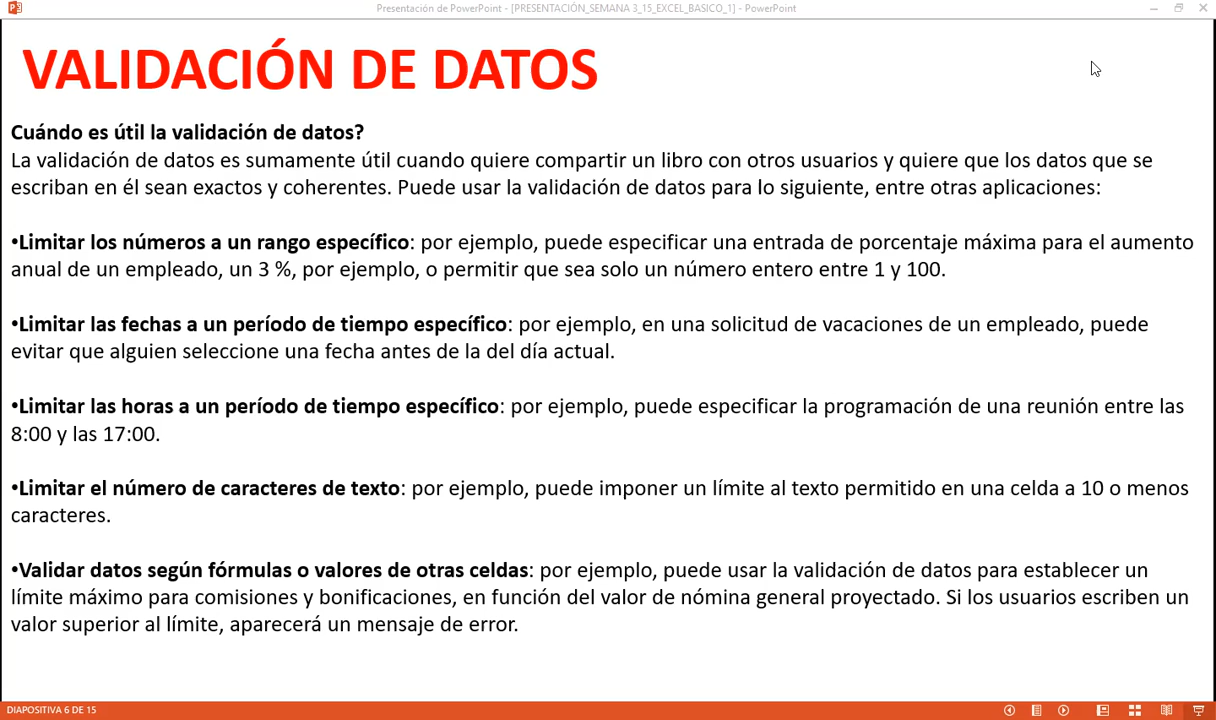 Presentación de PowerPoint - [PRESENTACIÓN_SEMANA 3_15_EXCEL_BASICO_1] - PowerPoint
VALIDACIÓN DE DATOS
Cuándo es útil la validación de datos?
La validación de datos es sumamente útil cuando quiere compartir un libro con otros usuarios y quiere que los datos que se
escriban en él sean exactos y coherentes. Puede usar la validación de datos para lo siguiente, entre otras aplicaciones:
•Limitar los números a un rango específico: por ejemplo, puede especificar una entrada de porcentaje máxima para el aumento
anual de un empleado, un 3 %, por ejemplo, o permitir que sea solo un número entero entre 1 y 100.
•Limitar las fechas a un período de tiempo específico: por ejemplo, en una solicitud de vacaciones de un empleado, puede
evitar que alguien seleccione una fecha antes de la del día actual.
•Limitar las horas a un período de tiempo específico: por ejemplo, puede especificar la programación de una reunión entre las
8:00 y las 17:00.
•Limitar el número de caracteres de texto: por ejemplo, puede imponer un límite al texto permitido en una celda a 10 o menos
caracteres.
•Validar datos según fórmulas o valores de otras celdas: por ejemplo, puede usar la validación de datos para establecer un
límite máximo para comisiones y bonificaciones, en función del valor de nómina general proyectado. Si los usuarios escriben un
valor superior al límite, aparecerá un mensaje de error.
DIAPOSITIVA 6 DE 15